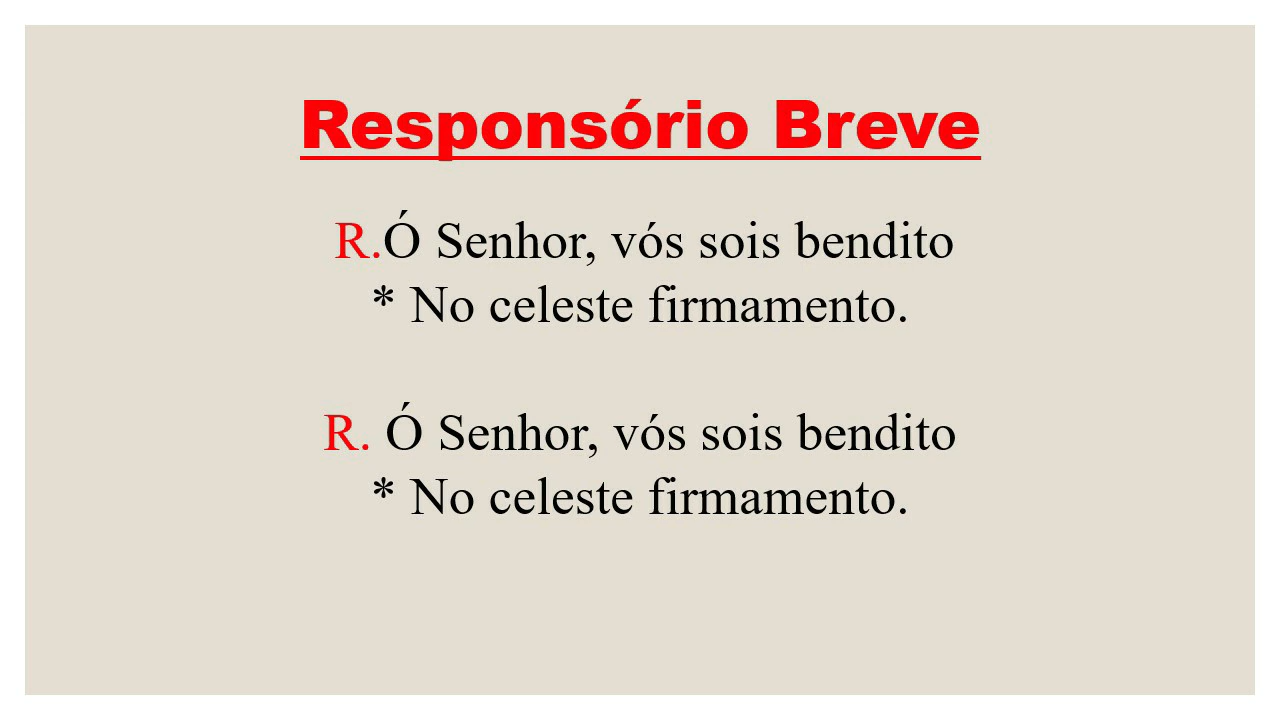 Responsório Breve
R.Ó Senhor, vós sois bendito
* No celeste firmamento.
R. Ó Senhor, vós sois bendito
* No celeste firmamento.